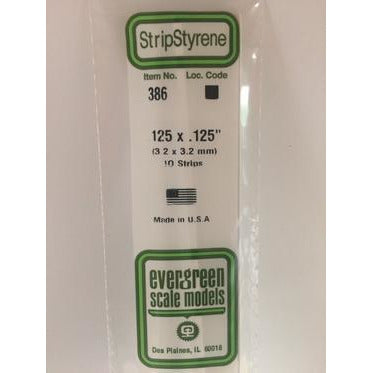 StripStyrene
Item No. Loc. Code
386
125 x .125"
(3.2 x 3.2 mm)
10 Strips
Made in U.S.A
evergreen
scale models
Des Plaines, IL 60018